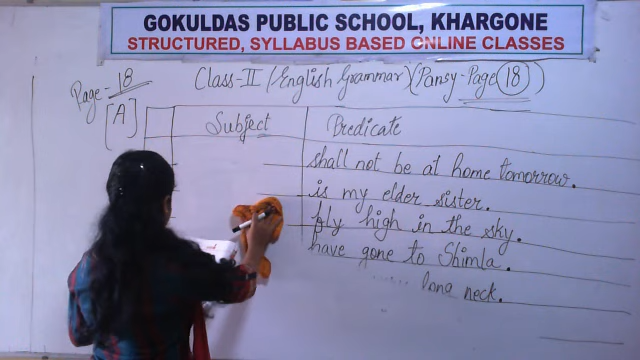 GOKULDAS PUBLIC SCHOOL, KHARGONE
STRUCTURED, SYLLABUS BASED ONLINE CLASSES
Page-18 Class-II (English Grammar) (Pansy-Page 18)
[A]
Subject Predicate
shall not be at home tomorrow.
is my elder sister.
fly high in the sky.
have gone to Shimla.
long neck.